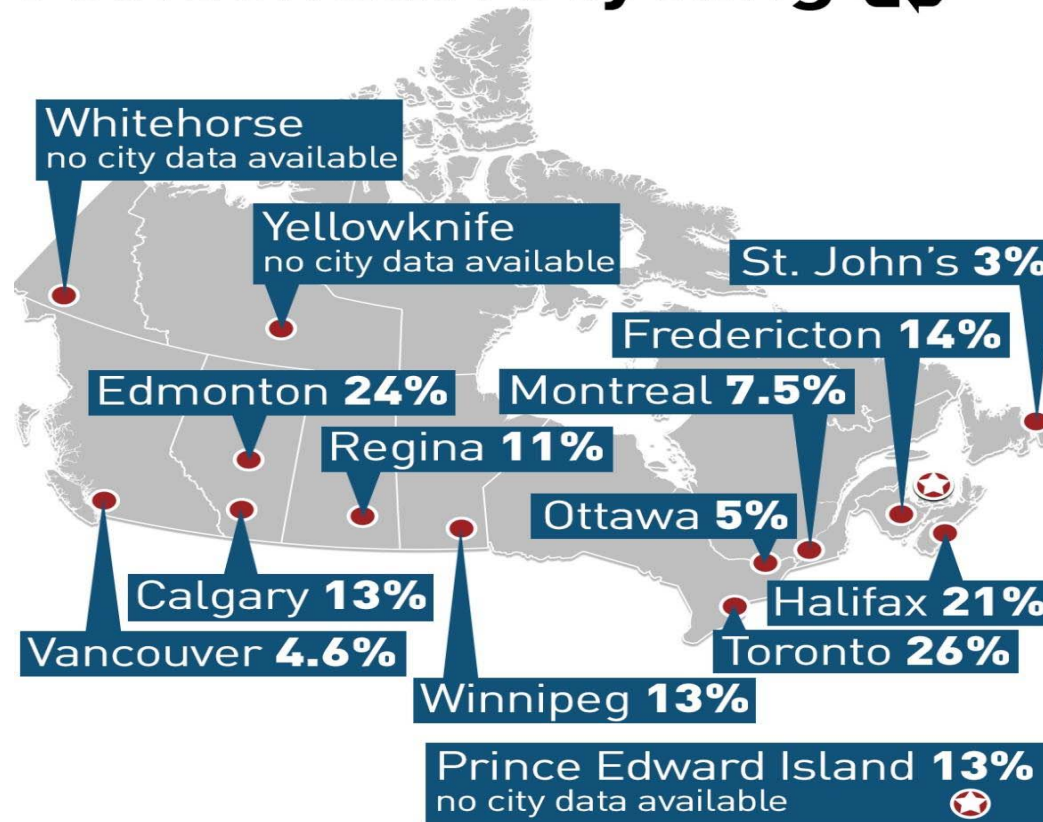 Whitehorse
no city data available
Yellowknife
no city data available
St. John's 3%
Fredericton 14%
Edmonton 24%
Montreal 7.5%
Regina 11%
Ottawa 5%
Calgary 13%
Halifax 21%
Vancouver 4.6%
Toronto 26%
Winnipeg 13%
Prince Edward Island 13%
no city data available